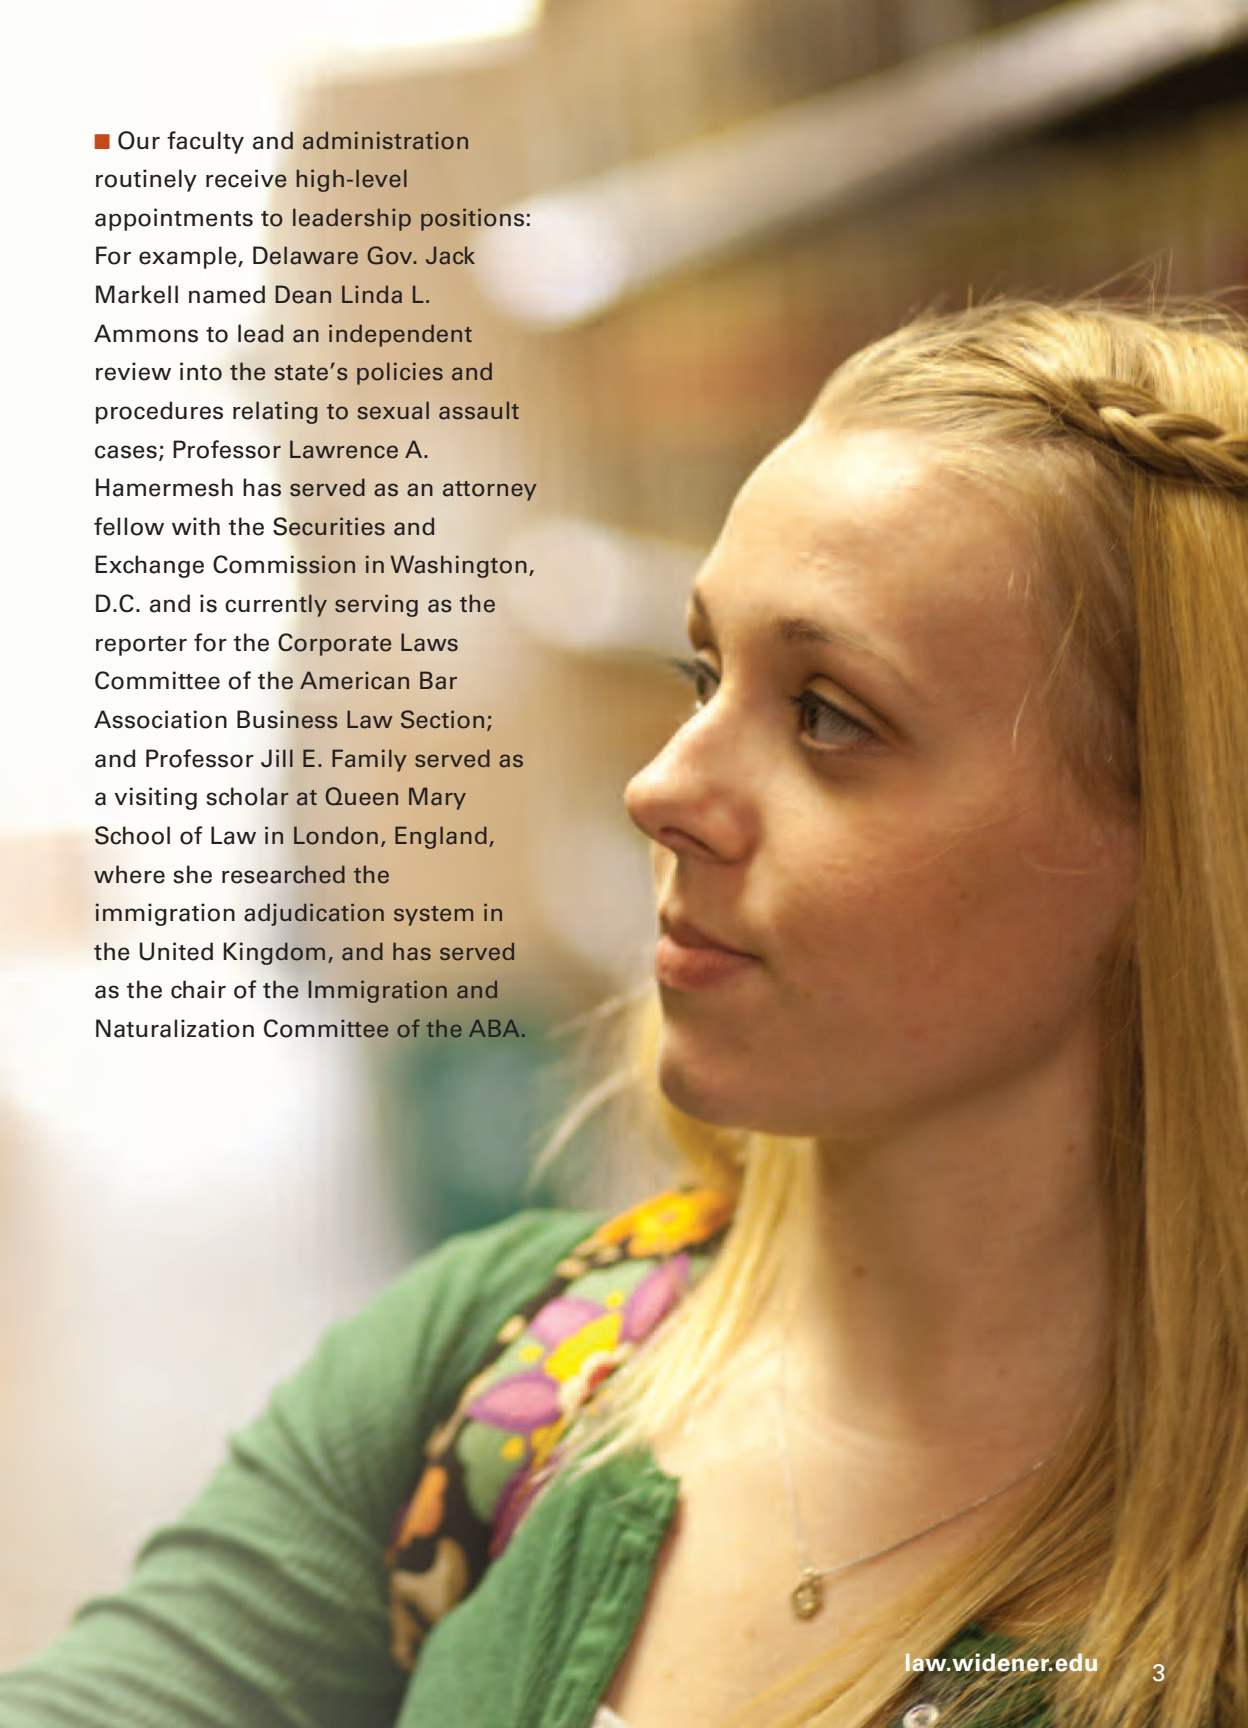 ■ Our faculty and administration
routinely receive high-level
appointments to leadership positions:
For example, Delaware Gov. Jack
Markell named Dean Linda L.
Ammons to lead an independent
review into the state’s policies and
procedures relating to sexual assault
cases; Professor Lawrence A.
Hamermesh has served as an attorney
fellow with the Securities and
Exchange Commission in Washington,
D.C. and is currently serving as the
reporter for the Corporate Laws
Committee of the American Bar
Association Business Law Section;
and Professor Jill E. Family served as
a visiting scholar at Queen Mary
School of Law in London, England,
where she researched the
immigration adjudication system in
the United Kingdom, and has served
as the chair of the Immigration and
Naturalization Committee of the ABA.
law.widener.edu 3